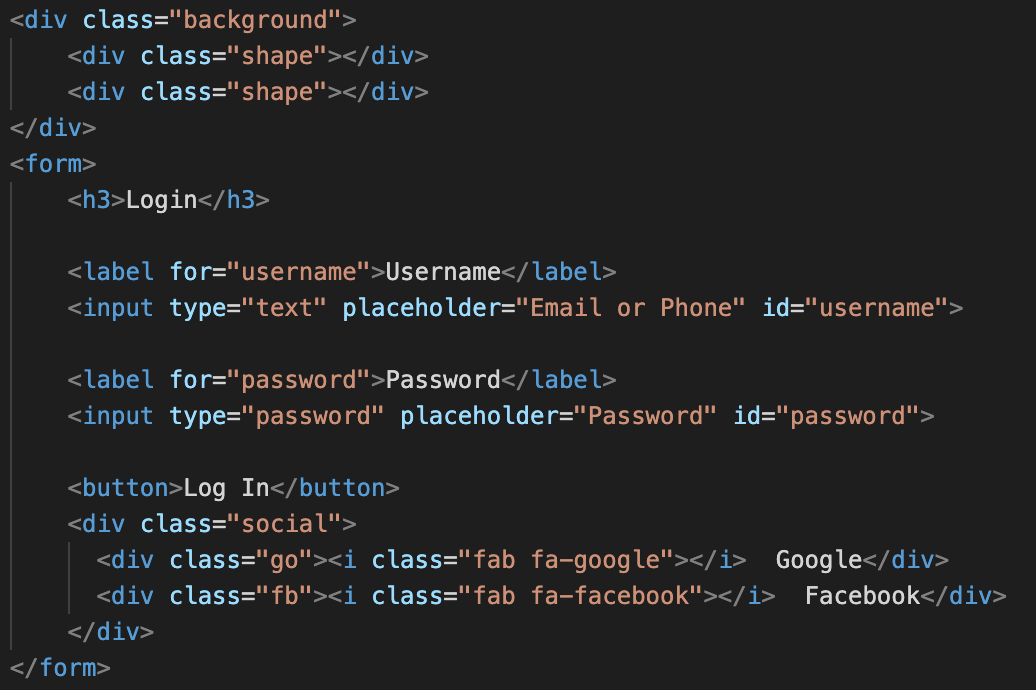 <div class="background">
    <div class="shape"></div>
    <div class="shape"></div>
</div>
<form>
    <h3>Login</h3>

    <label for="username">Username</label>
    <input type="text" placeholder="Email or Phone" id="username">

    <label for="password">Password</label>
    <input type="password" placeholder="Password" id="password">

    <button>Log In</button>
    <div class="social">
      <div class="go"><i class="fab fa-google"></i>  Google</div>
      <div class="fb"><i class="fab fa-facebook"></i>  Facebook</div>
    </div>
</form>